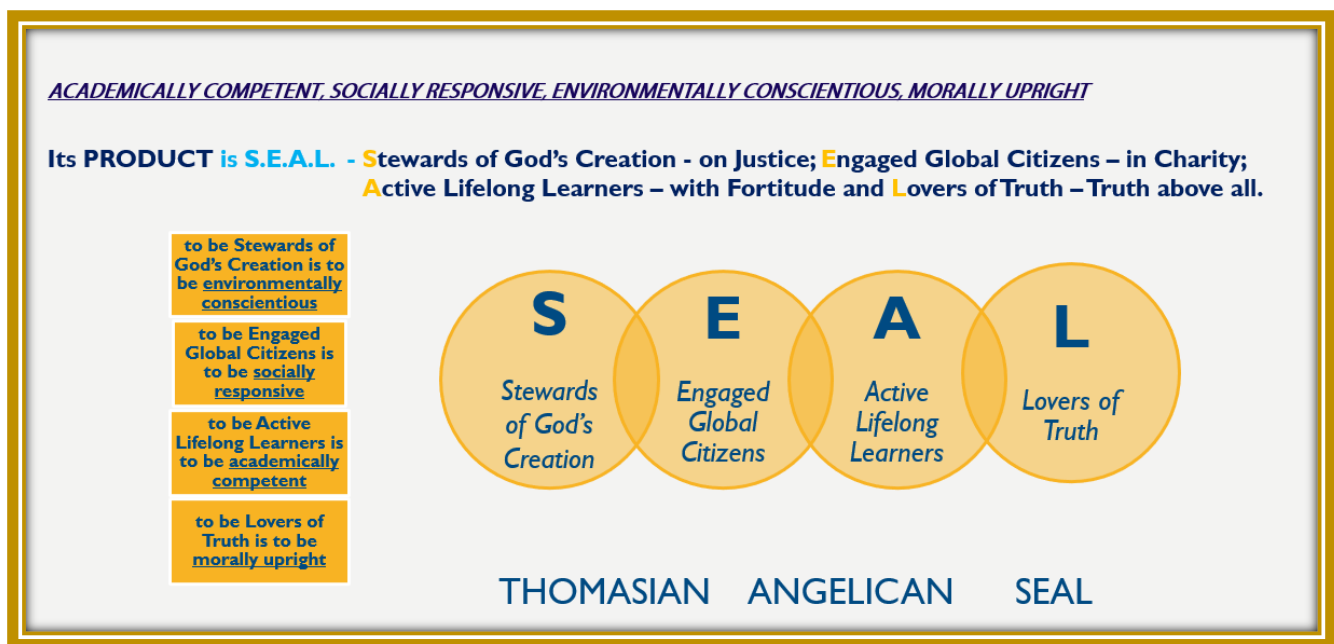 ACADEMICALLY COMPETENT, SOCIALLY RESPONSIVE, ENVIRONMENTALLY CONSCIENTIOUS, MORALLY UPRIGHT
Its PRODUCT is S.E.A.L. - Stewards of God’s Creation - on Justice; Engaged Global Citizens – in Charity;
Active Lifelong Learners – with Fortitude and Lovers of Truth – Truth above all.
to be Stewards of
God’s Creation is to
be environmentally
conscientious
to be Engaged
Global Citizens is
to be socially
responsive
to be Active
Lifelong Learners is
to be academically
competent
to be Lovers of
Truth is to be
morally upright
S
Stewards
of God’s
Creation
E
Engaged
Global
Citizens
A
Active
Lifelong
Learners
L
Lovers of
Truth
THOMASIAN ANGELICAN SEAL